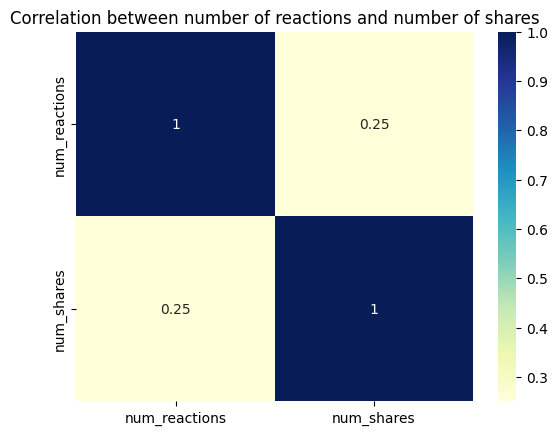 Correlation between number of reactions and number of shares
num_reactions
1
0.25
num_shares
0.25
1
num_reactions
num_shares
1.0
0.9
0.8
0.7
0.6
0.5
0.4
0.3